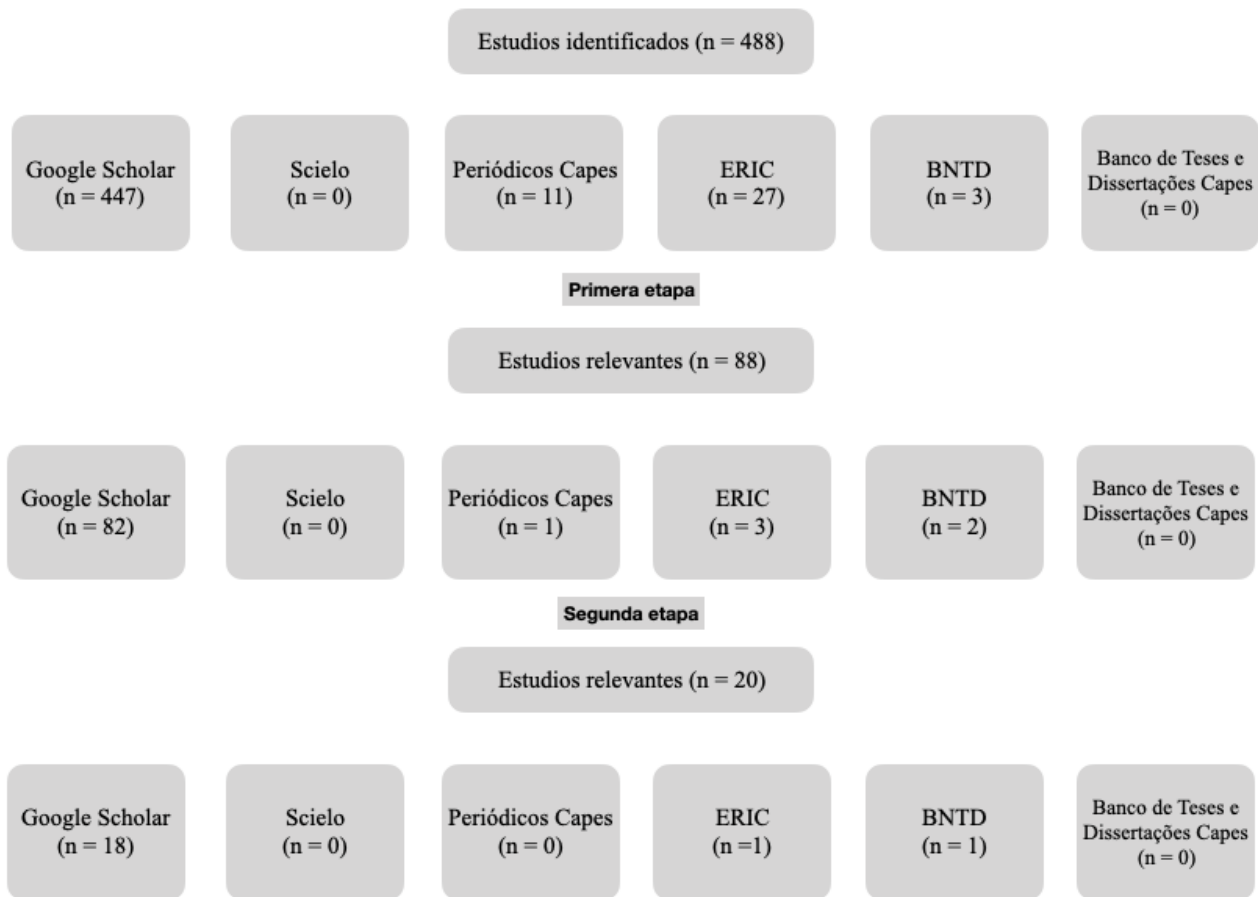 Estudios identificados (n = 488)
Google Scholar
(n = 447)
Scielo
(n = 0)
Periódicos Capes
(n = 11)
ERIC
(n = 27)
BNTD
(n = 3)
Banco de Teses e
Dissertações Capes
(n = 0)
Primera etapa
Estudios relevantes (n = 88)
Google Scholar
(n = 82)
Scielo
(n = 0)
Periódicos Capes
(n = 1)
ERIC
(n = 3)
BNTD
(n = 2)
Banco de Teses e
Dissertações Capes
(n = 0)
Segunda etapa
Estudios relevantes (n = 20)
Google Scholar
(n = 18)
Scielo
(n = 0)
Periódicos Capes
(n = 0)
ERIC
(n =1)
BNTD
(n = 1)
Banco de Teses e
Dissertações Capes
(n = 0)